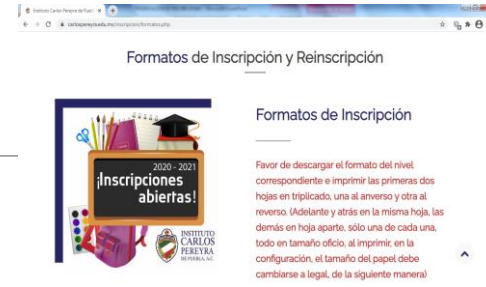 Instituto Carlos Pereyra de Puebla
carlospereyra.edu.mx/inscripcion/formatos.php
Formatos de Inscripción y Reinscripción
2020 - 2021
¡Inscripciones
abiertas!
INSTITUTO
CARLOS
PEREYRA
DE PUEBLA, A.C.
Formatos de Inscripción
Favor de descargar el formato del nivel
correspondiente e imprimir las primeras dos
hojas en triplicado, una al anverso y otra al
reverso. (Adelante y atrás en la misma hoja, las
demás en hoja aparte, sólo una de cada una,
todo en tamaño oficio, al imprimir, en la
configuración, el tamaño del papel debe
cambiarse a legal, de la siguiente manera)